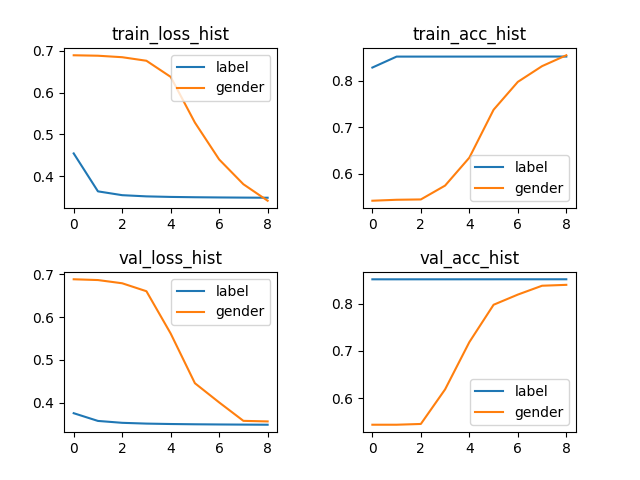 train_loss_hist
0.7
0.6
0.5
0.4
0 2 4 6 8
label
gender
train_acc_hist
0.8
0.7
0.6
0 2 4 6 8
label
gender
val_loss_hist
0.7
0.6
0.5
0.4
0 2 4 6 8
label
gender
val_acc_hist
0.8
0.7
0.6
0 2 4 6 8
label
gender